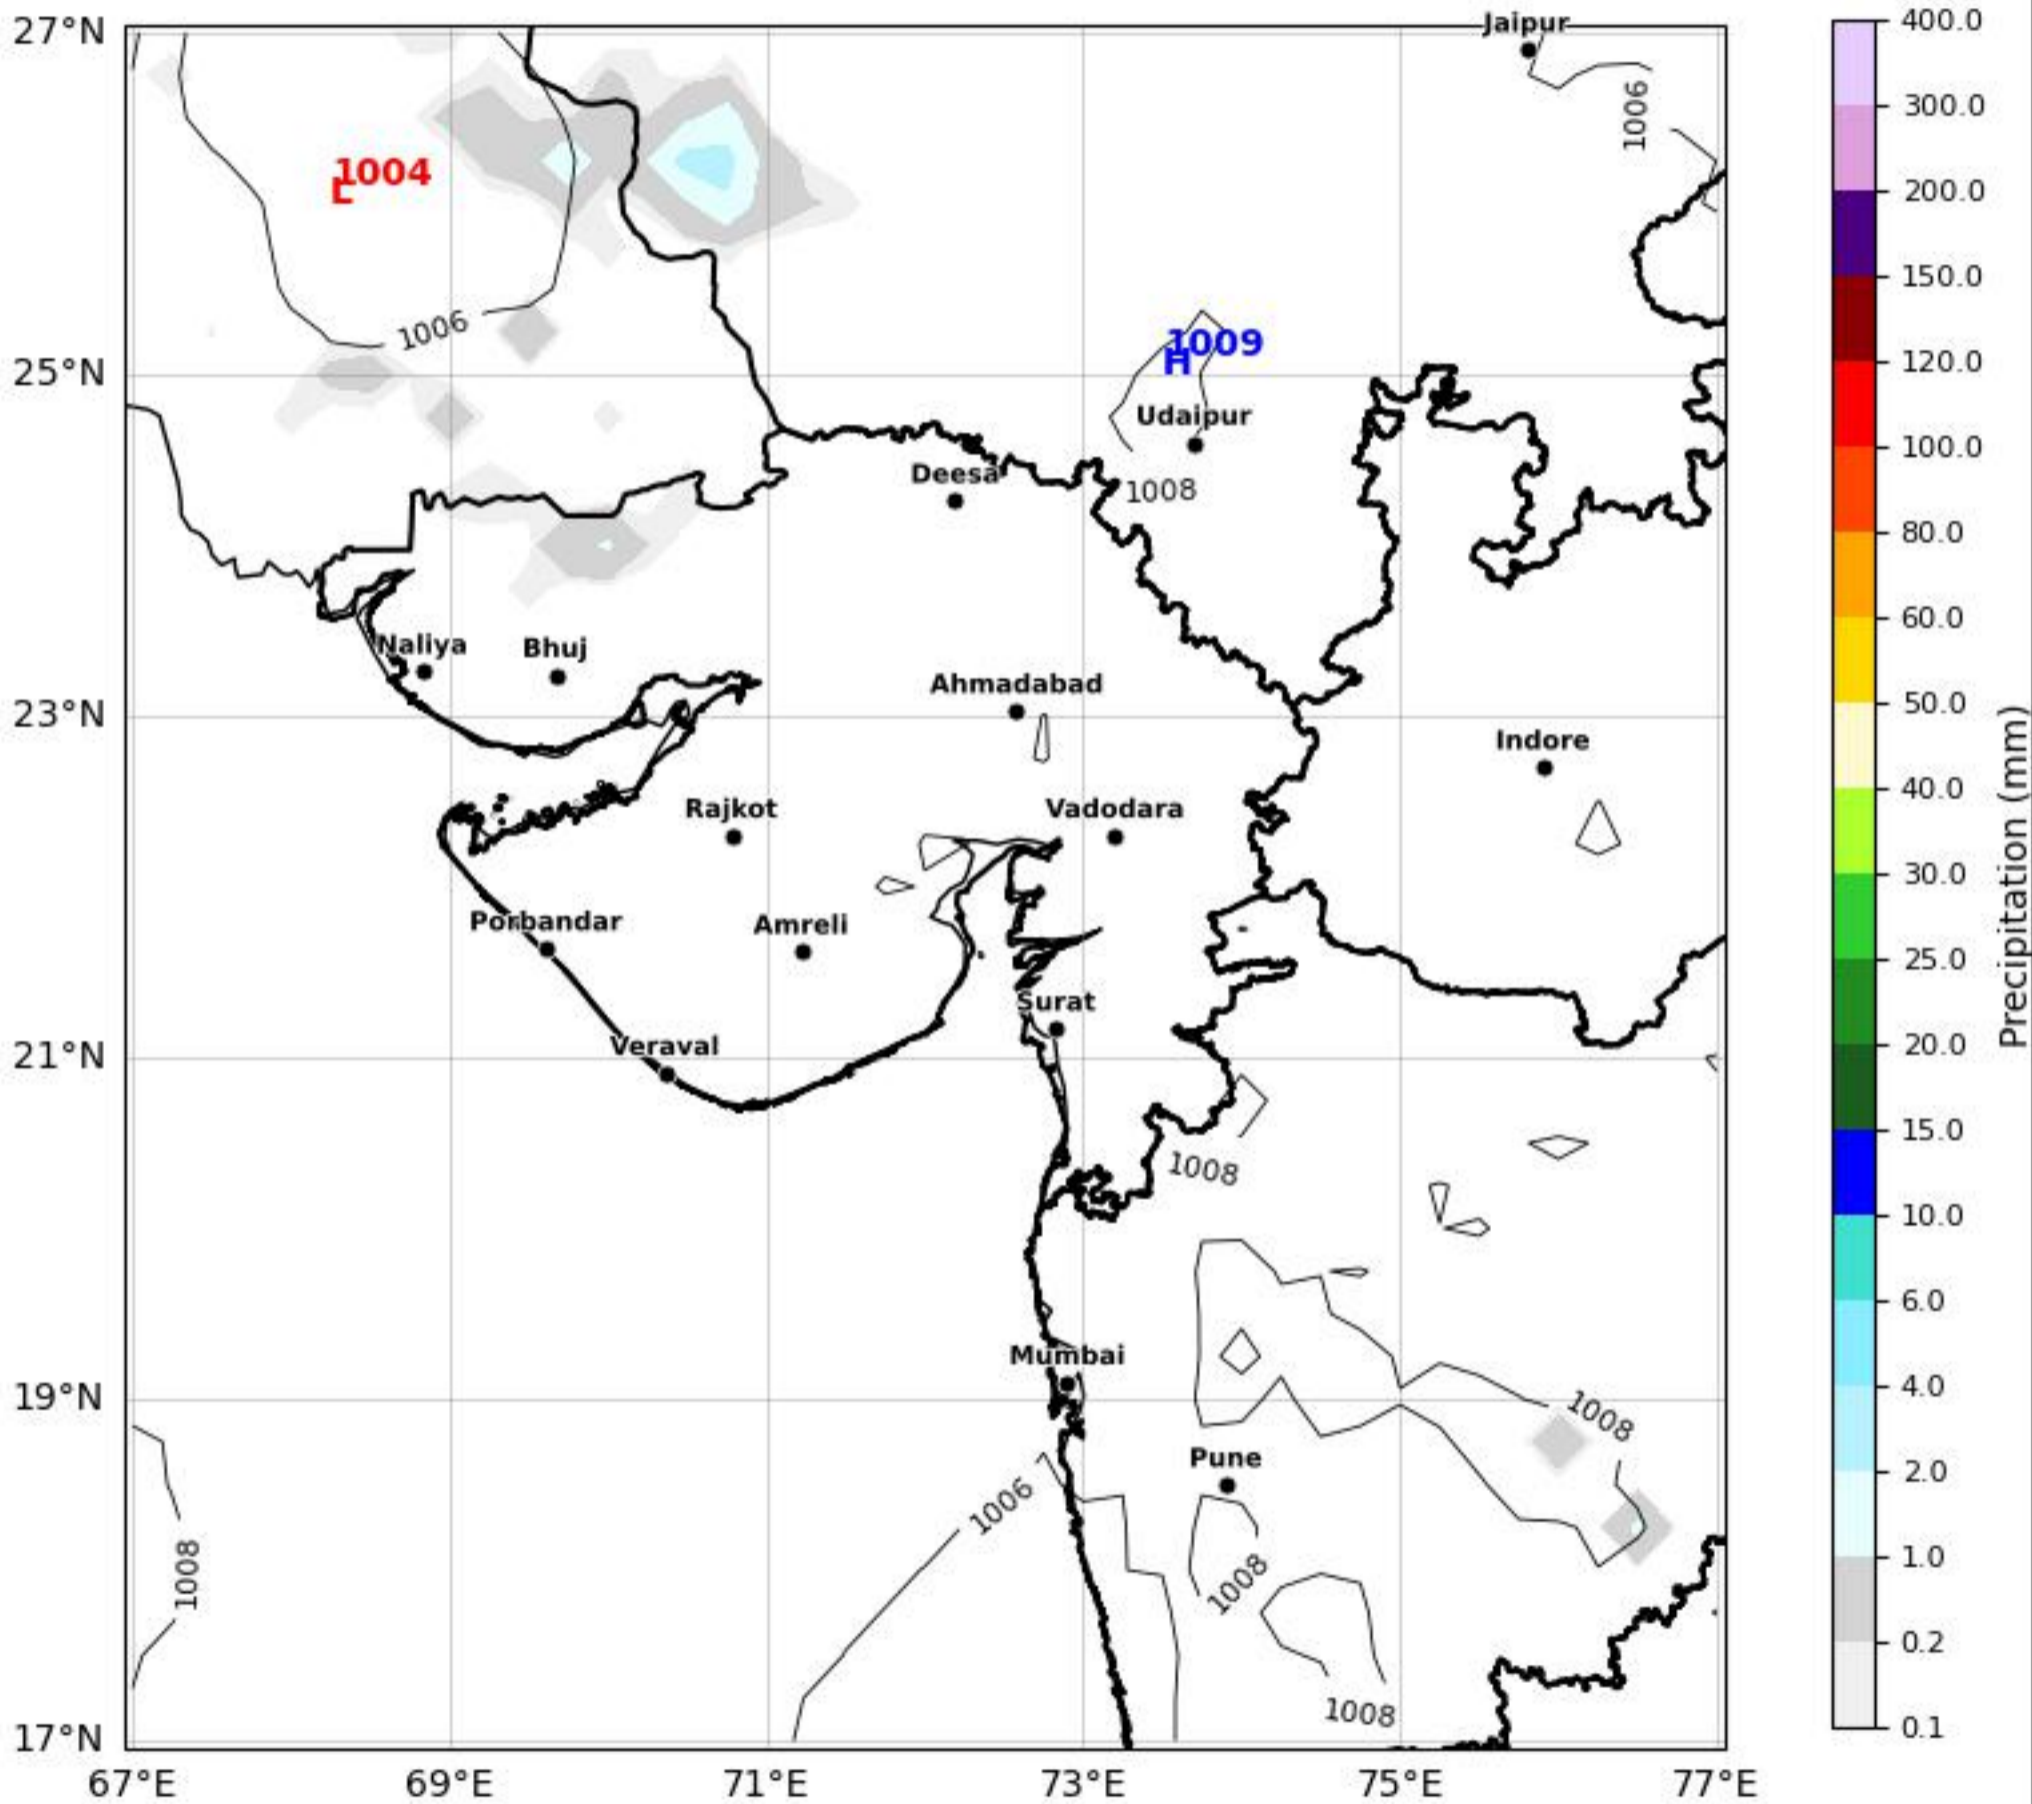 27°N
Jaipur
400.0
300.0
1006
1004
L
200.0
150.0
1006
1009
H
25°N
120.0
Udaipur
Deesa
100.0
1008
80.0
Naliya
Bhuj
60.0
Ahmadabad
50.0
23°N
Indore
Precipitation (mm)
40.0
Rajkot
Vadodara
30.0
Porbandar
Amreli
25.0
Surat
20.0
Veraval
21°N
15.0
1008
10.0
6.0
Mumbai
4.0
19°N
1008
Pune
2.0
1006
1.0
1008
1008
0.2
1008
0.1
17°N
67°E
69°E
71°E
73°E
75°E
77°E